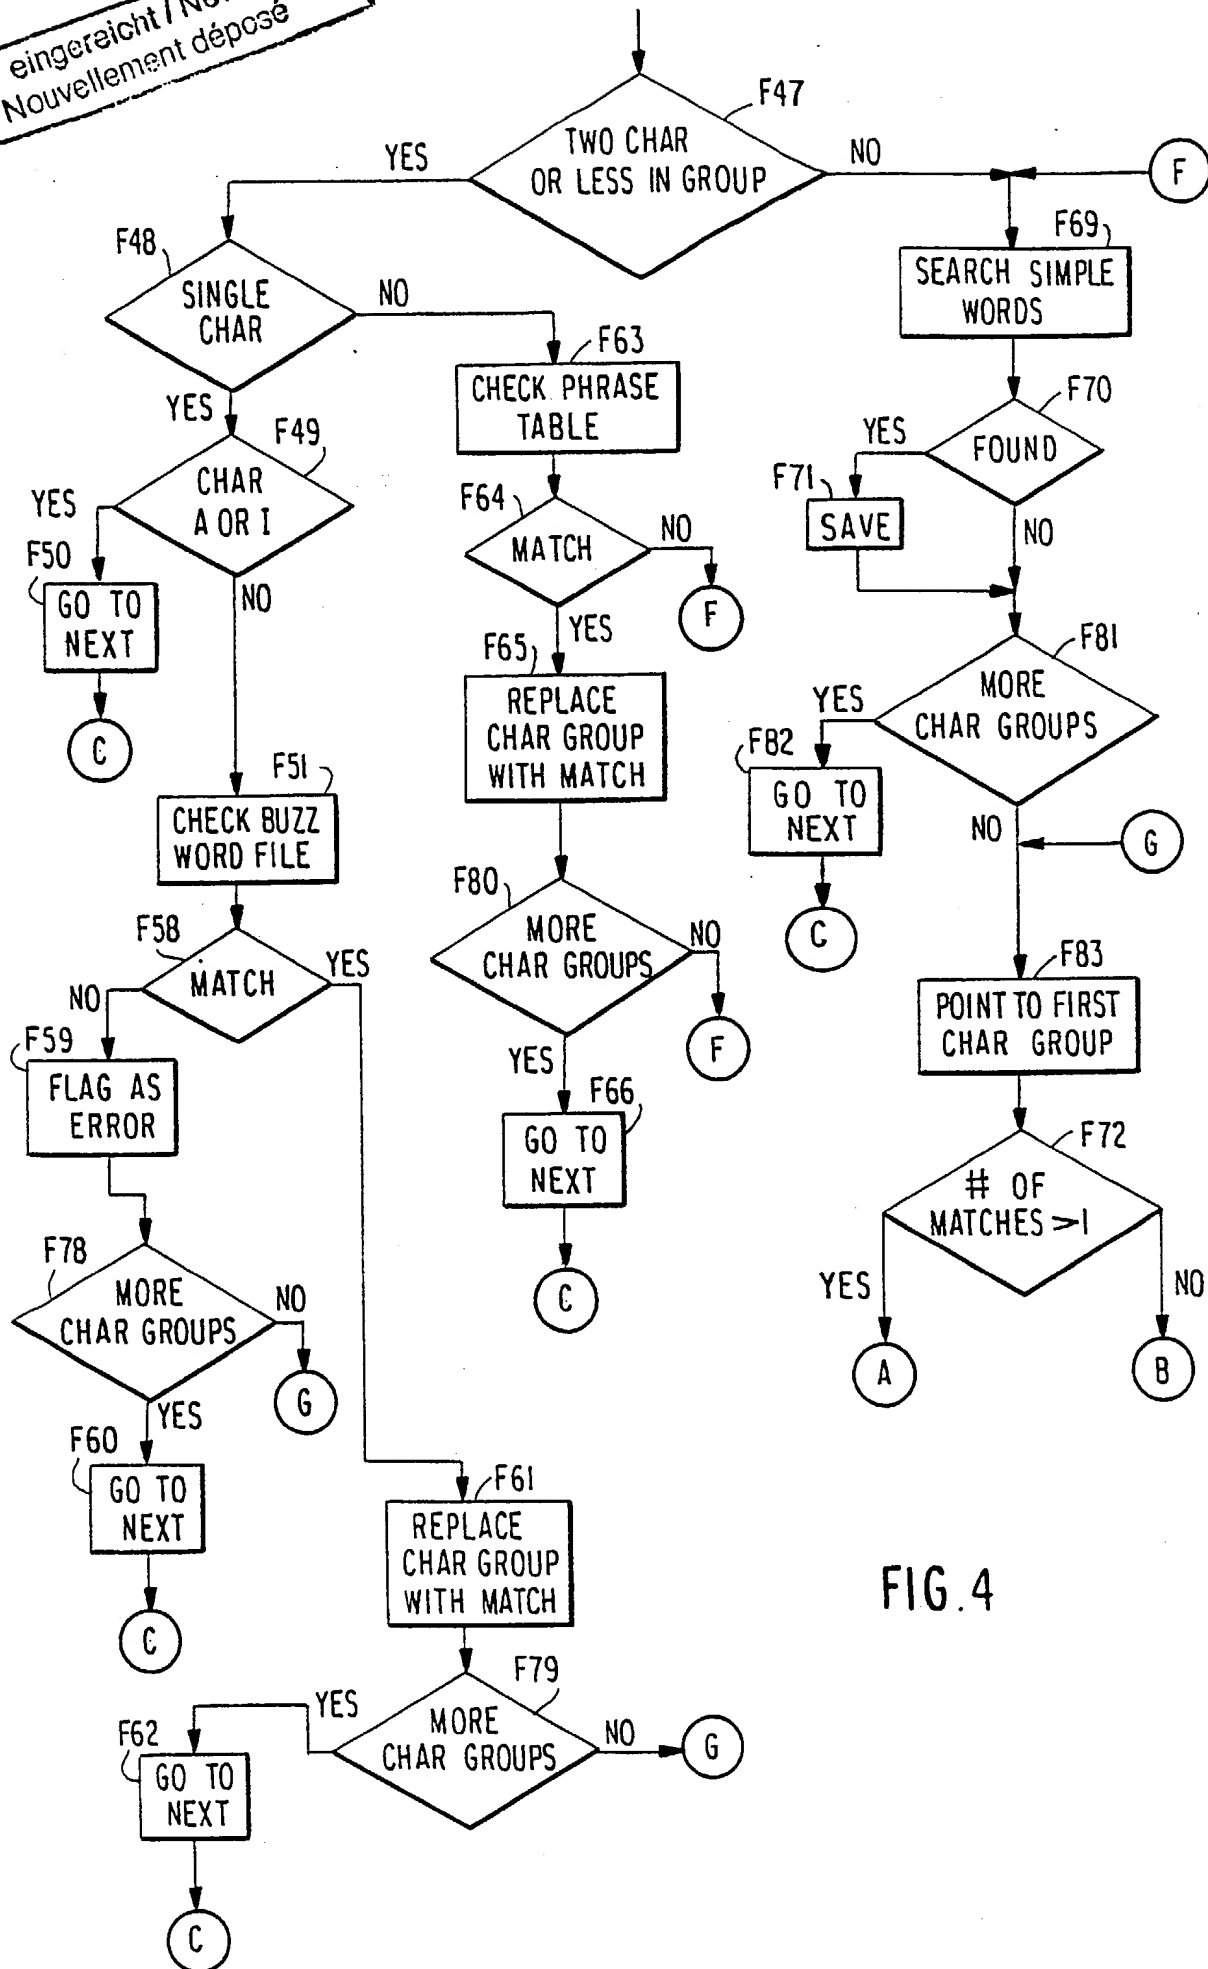 eingereicht /
Nouvellement déposé
F47
TWO CHAR
OR LESS IN GROUP
YES
NO
F
F48
SINGLE
CHAR
NO
YES
F69
SEARCH SIMPLE
WORDS
F63
CHECK PHRASE
TABLE
F49
CHAR
A OR I
YES
NO
F70
FOUND
YES
NO
F71
SAVE
F50
GO TO
NEXT
C
F64
MATCH
NO
F
YES
F65
REPLACE
CHAR GROUP
WITH MATCH
F81
MORE
CHAR GROUPS
YES
NO
F82
GO TO
NEXT
C
G
F51
CHECK BUZZ
WORD FILE
F80
MORE
CHAR GROUPS
NO
F
YES
F58
MATCH
YES
NO
F83
POINT TO FIRST
CHAR GROUP
F59
FLAG AS
ERROR
F66
GO TO
NEXT
C
F72
# OF
MATCHES >1
YES
NO
A
B
F78
MORE
CHAR GROUPS
NO
G
YES
F60
GO TO
NEXT
C
F61
REPLACE
CHAR GROUP
WITH MATCH
FIG.4
F79
MORE
CHAR GROUPS
YES
NO
G
F62
GO TO
NEXT
C